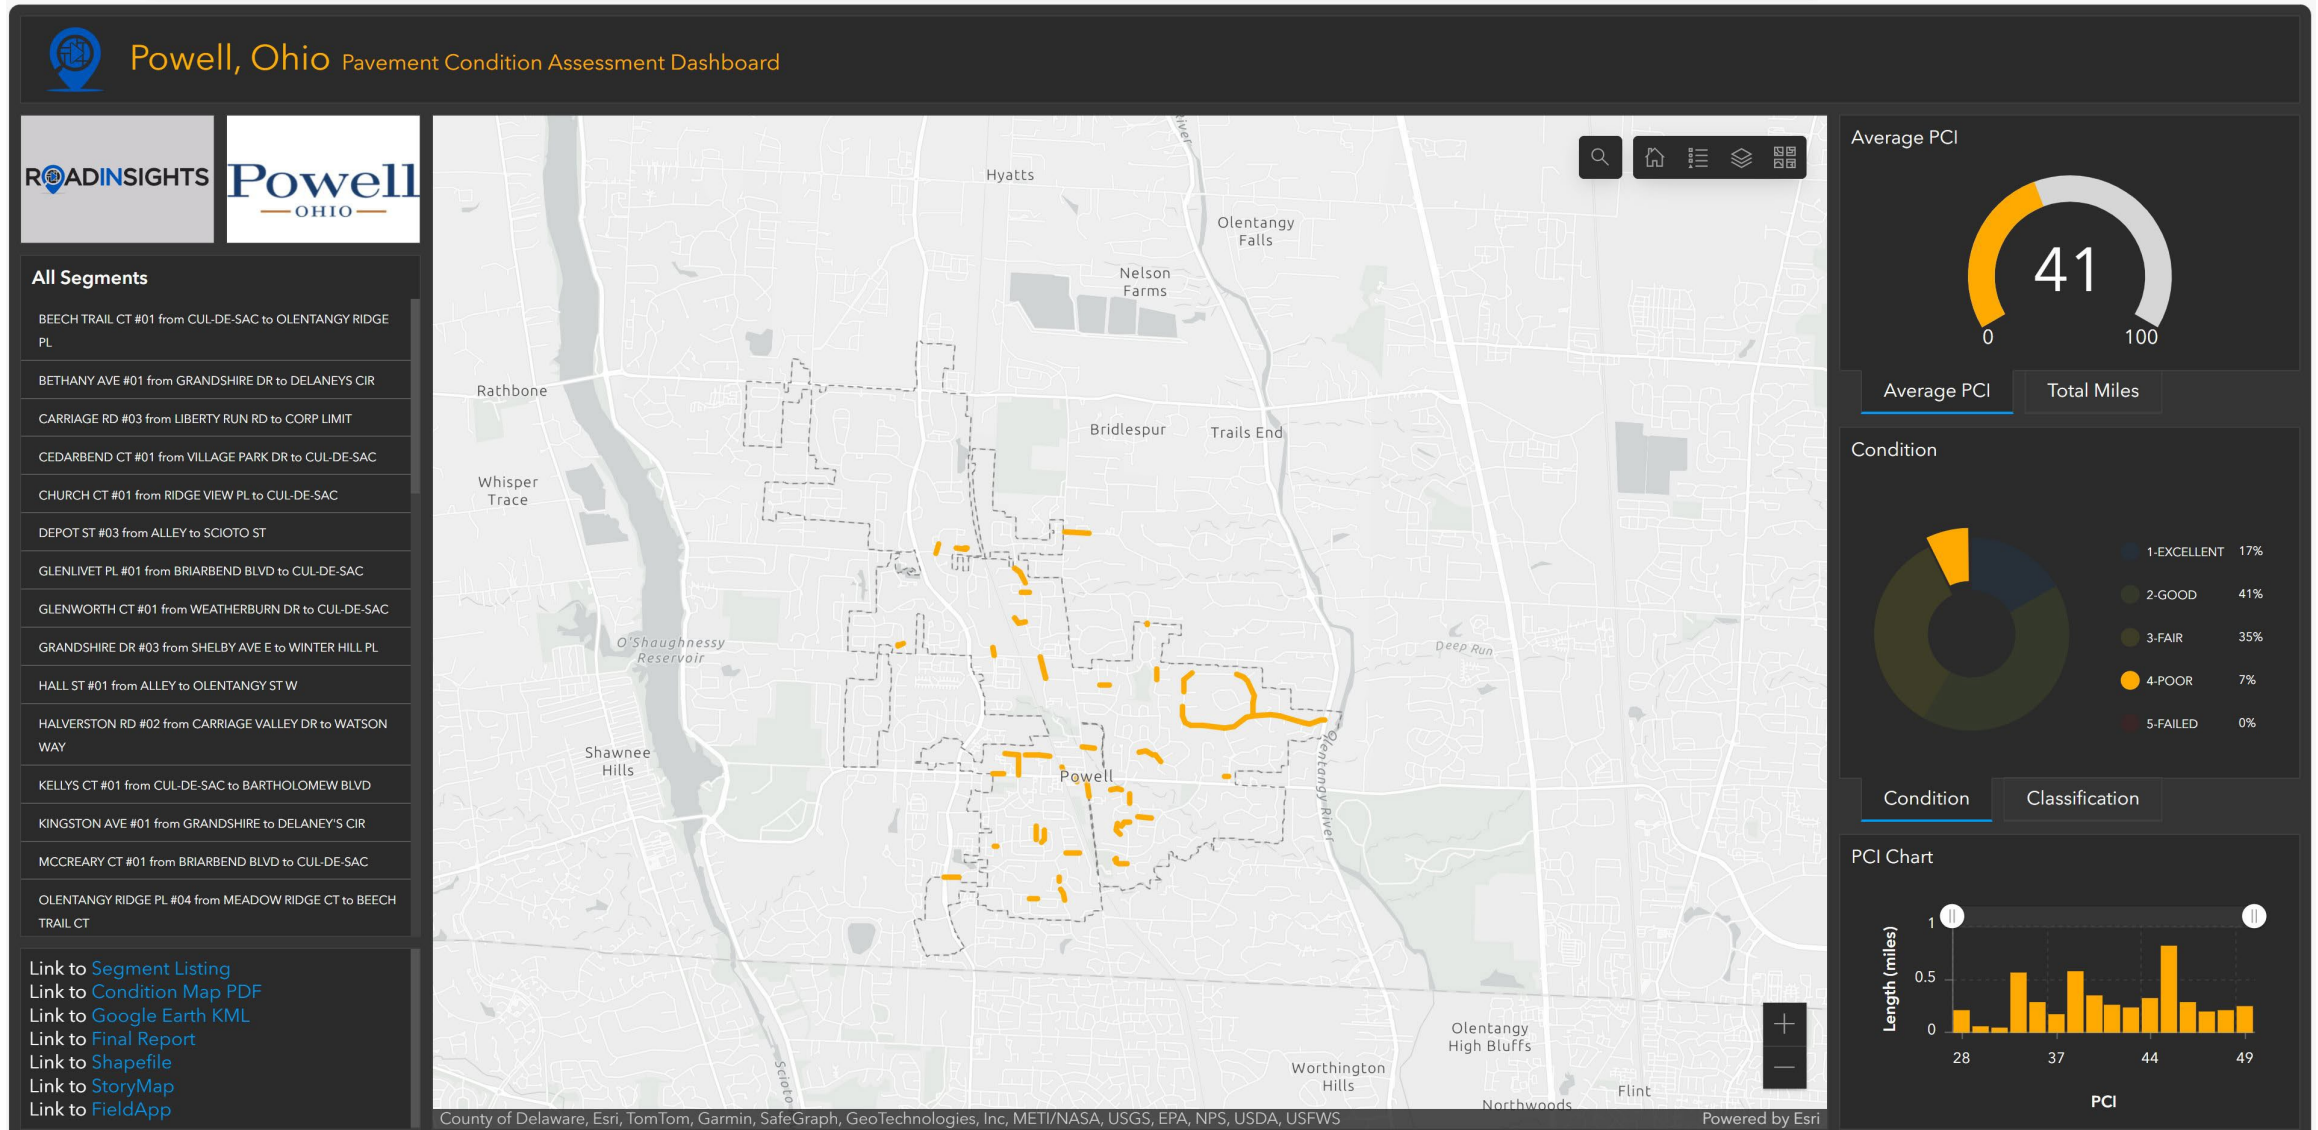 Powell, Ohio Pavement Condition Assessment Dashboard
ROADINSIGHTS
Powell
OHIO
All Segments
BEECH TRAIL CT #01 from CUL-DE-SAC to OLENTANGY RIDGE
PL
BETHANY AVE #01 from GRANDSHIRE DR to DELANEYS CIR
CARRIAGE RD #03 from LIBERTY RUN RD to CORP LIMIT
CEDARBEND CT #01 from VILLAGE PARK DR to CUL-DE-SAC
CHURCH CT #01 from RIDGE VIEW PL to CUL-DE-SAC
DEPOT ST #03 from ALLEY to SCIOTO ST
GLENLIVET PL #01 from BRIARBEND BLVD to CUL-DE-SAC
GLENWORTH CT #01 from WEATHERBURN DR to CUL-DE-SAC
GRANDSHIRE DR #03 from SHELBY AVE E to WINTER HILL PL
HALL ST #01 from ALLEY to OLENTANGY ST W
HALVERSTON RD #02 from CARRIAGE VALLEY DR to WATSON
WAY
KELLYS CT #01 from CUL-DE-SAC to BARTHOLOMEW BLVD
KINGSTON AVE #01 from GRANDSHIRE to DELANEY'S CIR
MCCREARY CT #01 from BRIARBEND BLVD to CUL-DE-SAC
OLENTANGY RIDGE PL #04 from MEADOW RIDGE CT to BEECH
TRAIL CT
Link to Segment Listing
Link to Condition Map PDF
Link to Google Earth KML
Link to Final Report
Link to Shapefile
Link to StoryMap
Link to FieldApp
River
Hyatts
Olentangy
Falls
Nelson
Farms
Rathbone
Bridlespur
Trails End
Whisper
Trace
O'Shaughnessy
Reservoir
Deep Run
Shawnee
Hills
Powell
Olentangy River
Olentangy
High Bluffs
Worthington
Hills
Scioto
Flint
Northwoods
County of Delaware, Esri, TomTom, Garmin, SafeGraph, GeoTechnologies, Inc, METI/NASA, USGS, EPA, NPS, USDA, USFWS
Powered by Esri
Average PCI
41
0
100
Average PCI
Total Miles
Condition
1-EXCELLENT 17%
2-GOOD 41%
3-FAIR 35%
4-POOR 7%
5-FAILED 0%
Condition
Classification
PCI Chart
Length (miles)
1
0.5
0
28
37
44
49
PCI